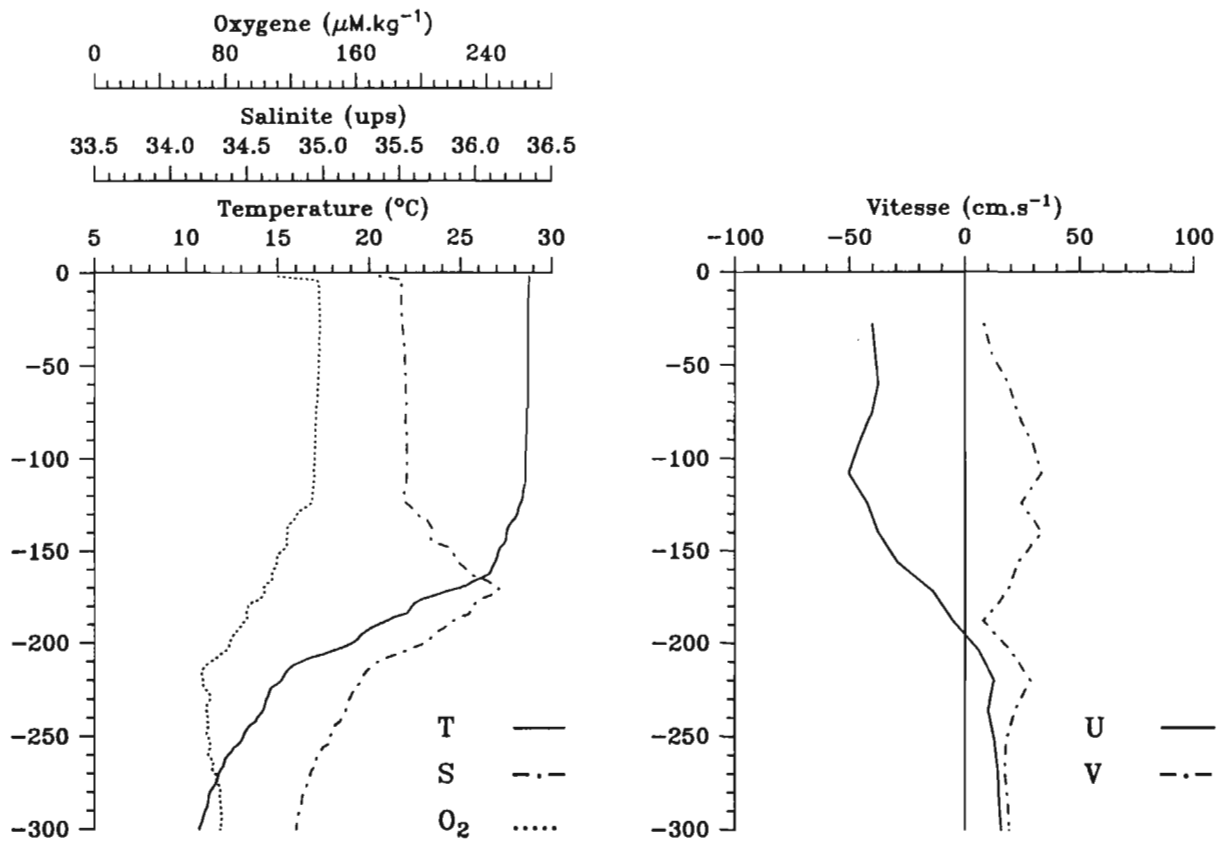 Oxygene (μM.kg⁻¹)
0 80 160 240
Salinite (ups)
33.5 34.0 34.5 35.0 35.5 36.0 36.5
Temperature (°C)
5 10 15 20 25 30
0
-50
-100
-150
-200
-250
-300
T
S
O₂
Vitesse (cm.s⁻¹)
-100 -50 0 50 100
0
-50
-100
-150
-200
-250
-300
U
V